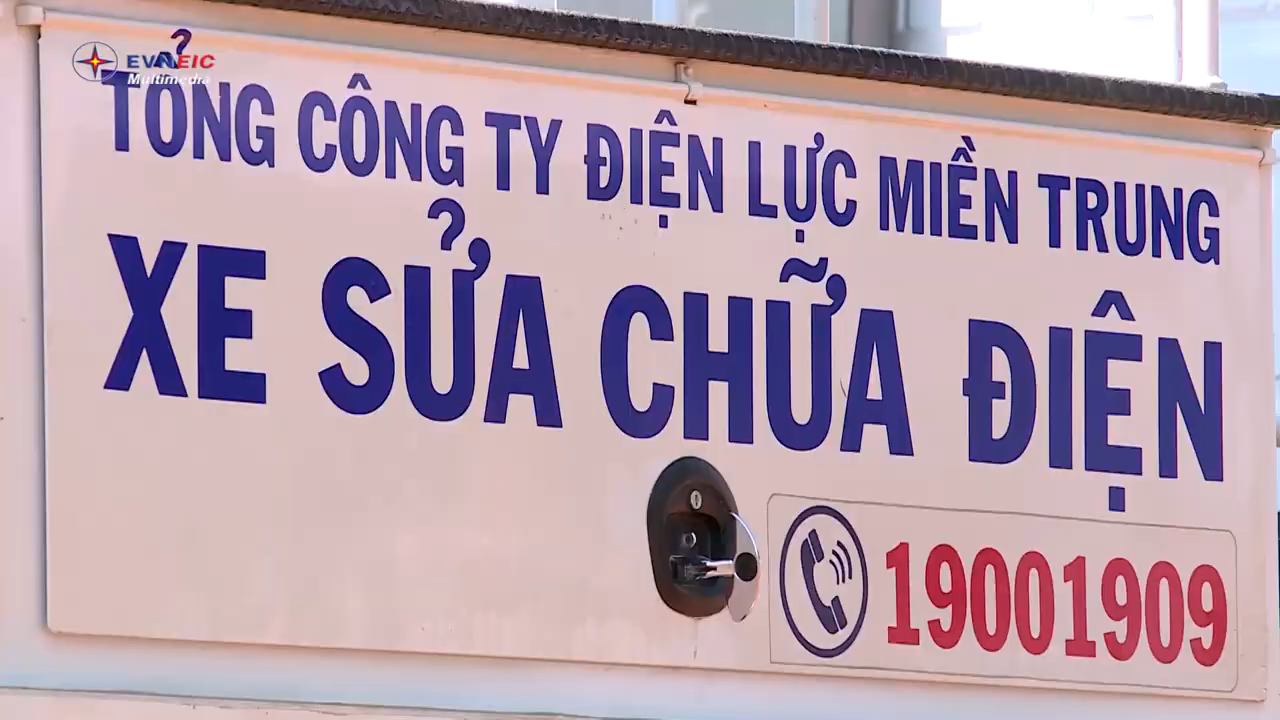 EVNEIC
Multimedia
TỔNG CÔNG TY ĐIỆN LỰC MIỀN TRUNG
XE SỬA CHỮA ĐIỆN
19001909